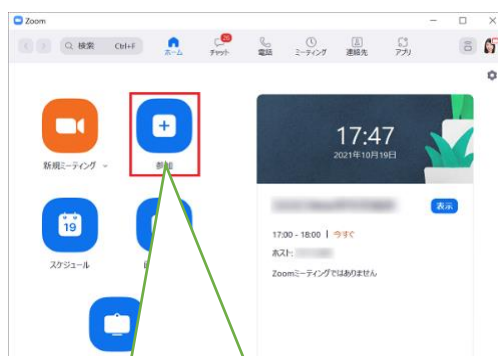 Zoom
検索 Ctrl+F
ホーム
25
チャット
電話
ミーティング
連絡先
アプリ
新規ミーティング
参加
19
スケジュール
17:47
2021年10月19日
表示
17:00 - 18:00 | 今すぐ
ホスト:
Zoomミーティングではありません